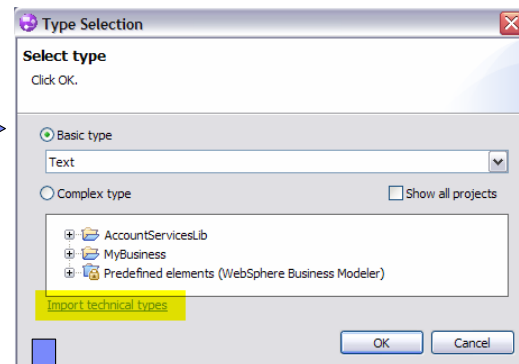 Type Selection
Select type
Click OK.
Basic type
Text
Complex type Show all projects
AccountServicesLib
MyBusiness
Predefined elements (WebSphere Business Modeler)
Import technical types
OK Cancel